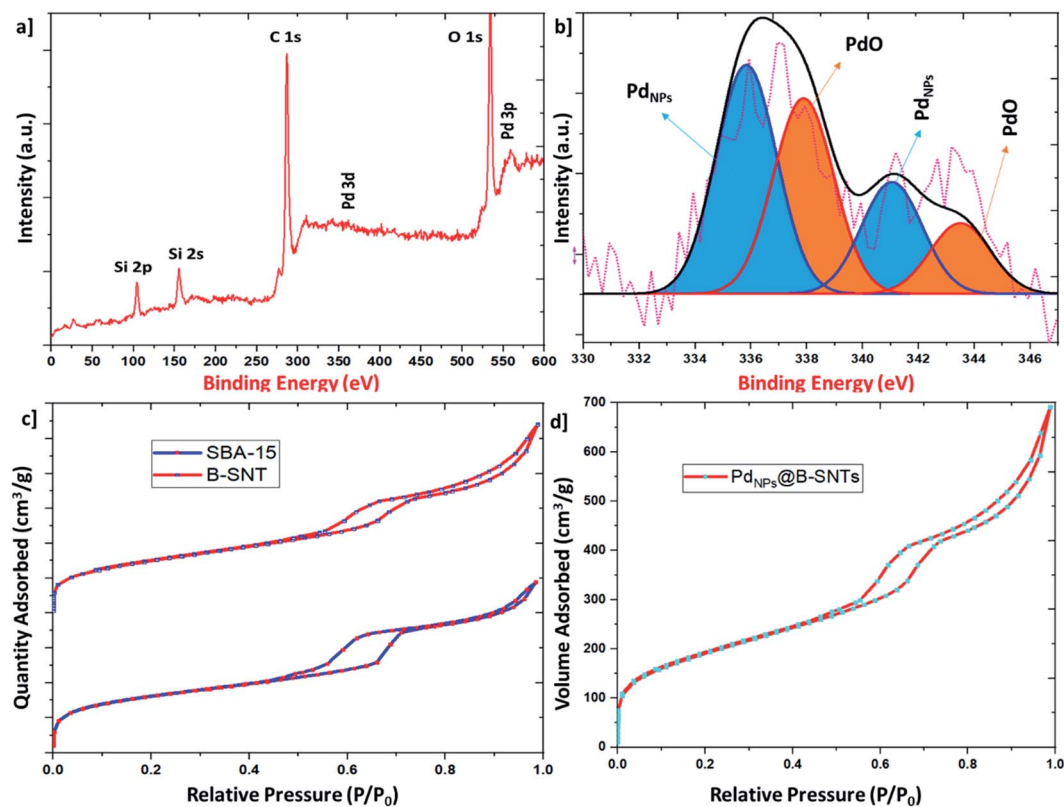 a]
C 1s
O 1s
Pd 3p
Pd 3d
Si 2s
Si 2p
Intensity (a.u.)
0 50 100 150 200 250 300 350 400 450 500 550 600
Binding Energy (eV)
b]
PdO
PdNPs
PdNPs
PdO
Intensity (a.u.)
330 334 336 338 340 342 344 346
Binding Energy (eV)
c]
SBA-15
B-SNT
Quantity Adsorbed (cm³/g)
0.0 0.2 0.4 0.6 0.8 1.0
Relative Pressure (P/P₀)
d]
700
600
500
400
300
200
100
0
PdNPs@B-SNTs
Volume Adsorbed (cm³/g)
0.0 0.2 0.4 0.6 0.8 1.0
Relative Pressure (P/P₀)